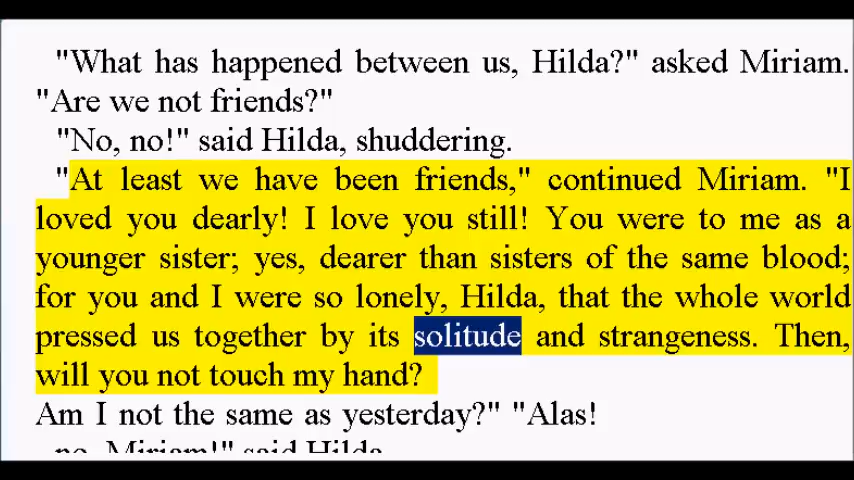 "What has happened between us, Hilda?" asked Miriam.
"Are we not friends?"
"No, no!" said Hilda, shuddering.
"At least we have been friends," continued Miriam. "I
loved you dearly! I love you still! You were to me as a
younger sister; yes, dearer than sisters of the same blood;
for you and I were so lonely, Hilda, that the whole world
pressed us together by its solitude and strangeness. Then,
will you not touch my hand?
Am I not the same as yesterday?" "Alas!
no, Miriam!" said Hilda